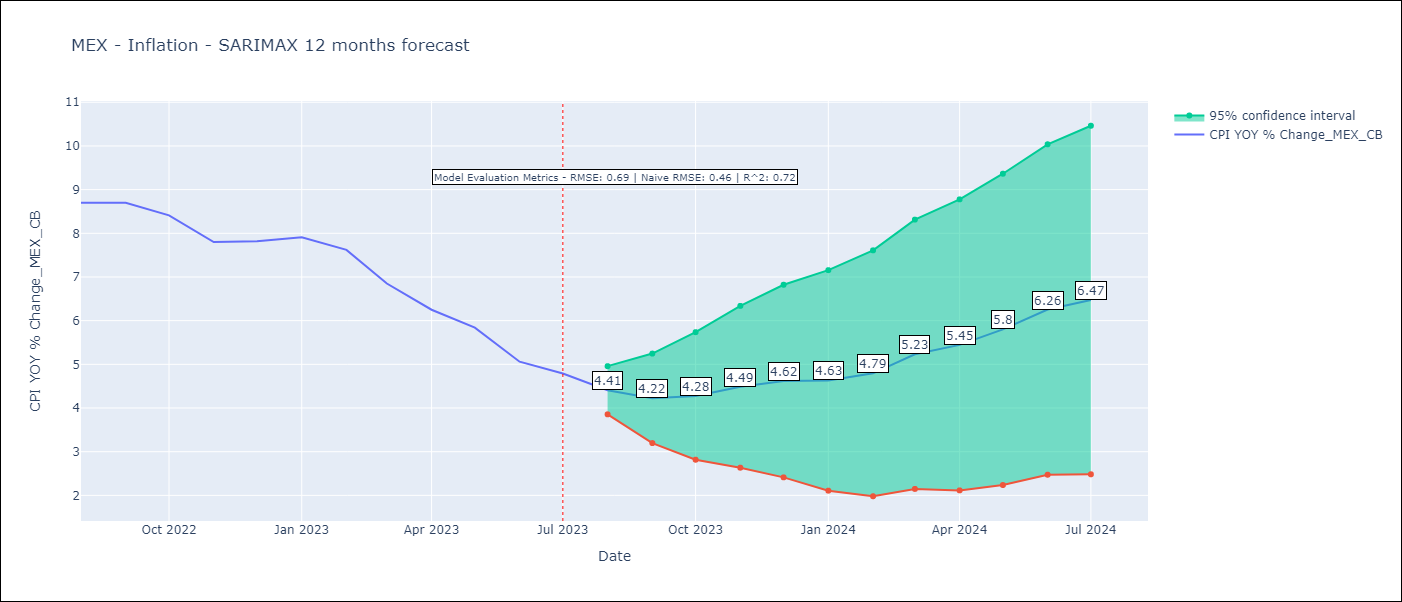 MEX - Inflation - SARIMAX 12 months forecast
95% confidence interval
CPI YOY % Change_MEX_CB
Model Evaluation Metrics - RMSE: 0.69 | Naive RMSE: 0.46 | R^2: 0.72
CPI YOY % Change_MEX_CB
11
10
9
8
7
6
5
4
3
2
4.41
4.22
4.28
4.49
4.62
4.63
4.79
5.23
5.45
5.8
6.26
6.47
Oct 2022
Jan 2023
Apr 2023
Jul 2023
Oct 2023
Jan 2024
Apr 2024
Jul 2024
Date